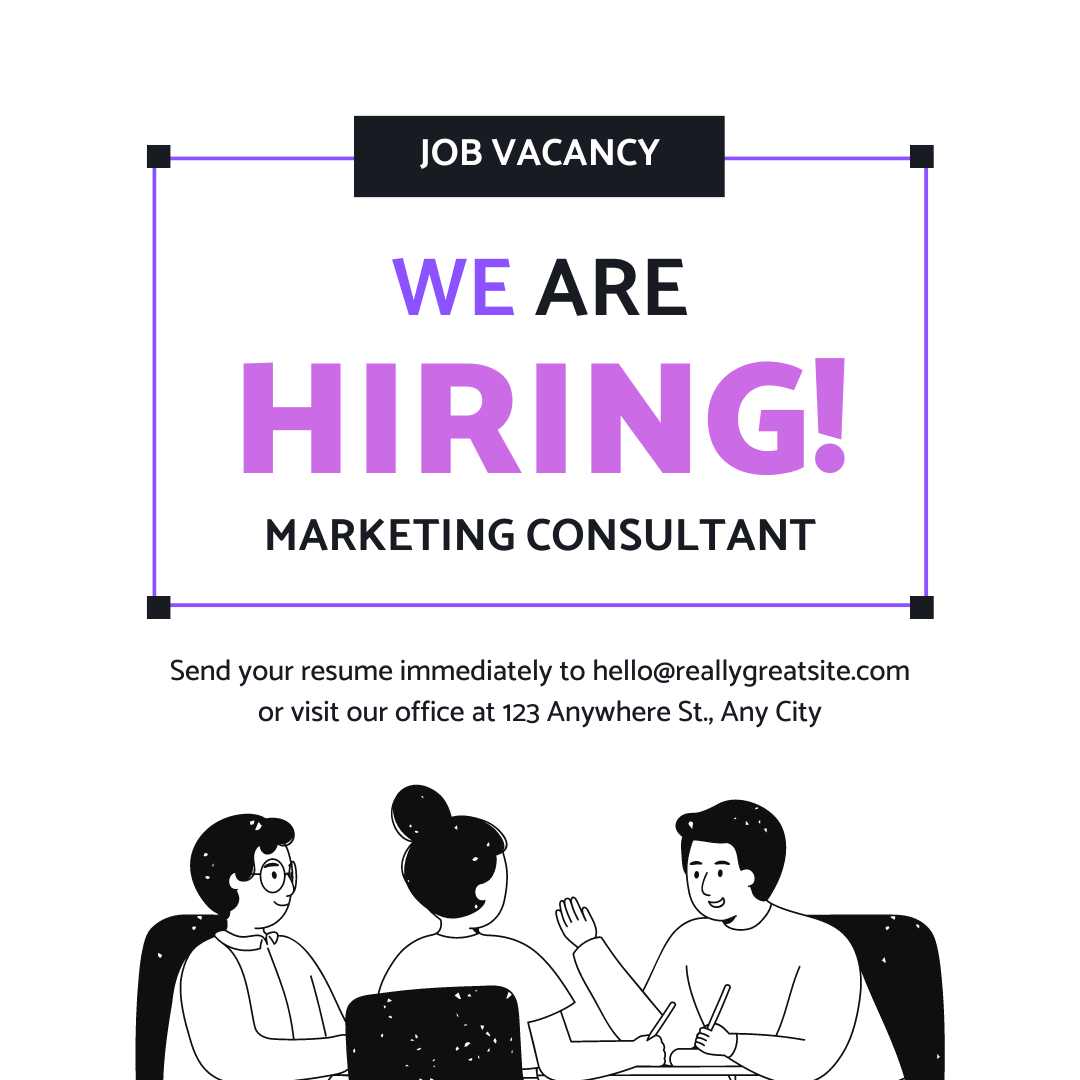 JOB VACANCY
WE ARE
HIRING!
MARKETING CONSULTANT
Send your resume immediately to hello@reallygreatsite.com
or visit our office at 123 Anywhere St., Any City